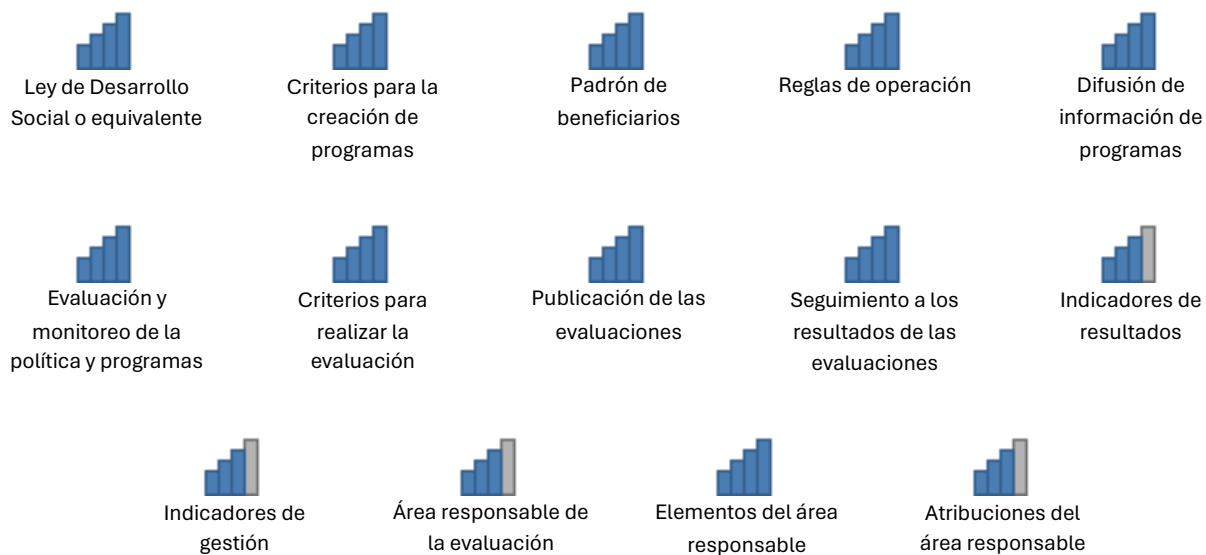 Ley de Desarrollo
Social o equivalente
Criterios para la
creación de
programas
Padrón de
beneficiarios
Reglas de operación
Difusión de
información de
programas
Evaluación y
monitoreo de la
política y programas
Criterios para
realizar la
evaluación
Publicación de las
evaluaciones
Seguimiento a los
resultados de las
evaluaciones
Indicadores de
resultados
Indicadores de
gestión
Área responsable de
la evaluación
Elementos del área
responsable
Atribuciones del
área responsable